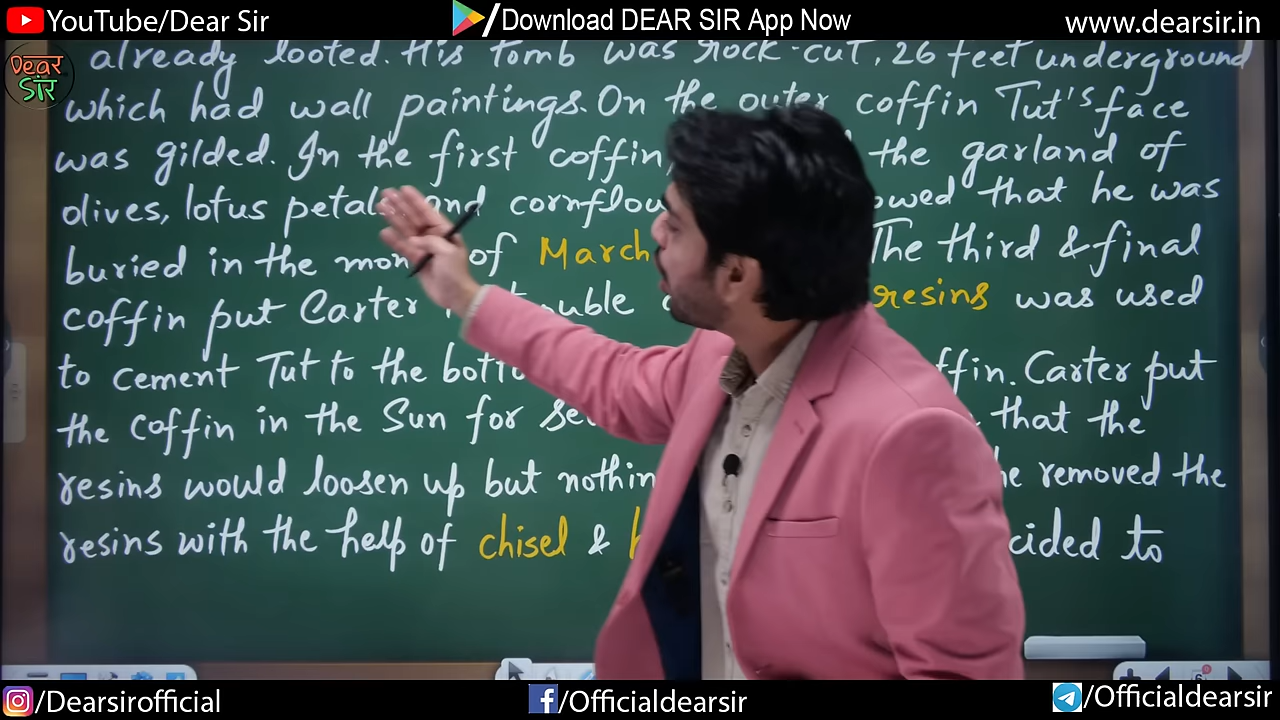 YouTube/Dear Sir
/Download DEAR SIR App Now
www.dearsir.in
Dear
Sir
already looted. His tomb was rock-cut, 26 feet underground
which had wall paintings. On the outer coffin Tut's face
was gilded. In the first coffin, the garland of
olives, lotus petals and cornflow owed that he was
buried in the month of March The third & final
coffin put Carter in trouble resins was used
to cement Tut to the botto ffin. Carter put
the coffin in the Sun for se that the
resins would loosen up but nothin he removed the
resins with the help of chisel & cided to
/Dearsirofficial
/Officialdearsir
/Officialdearsir